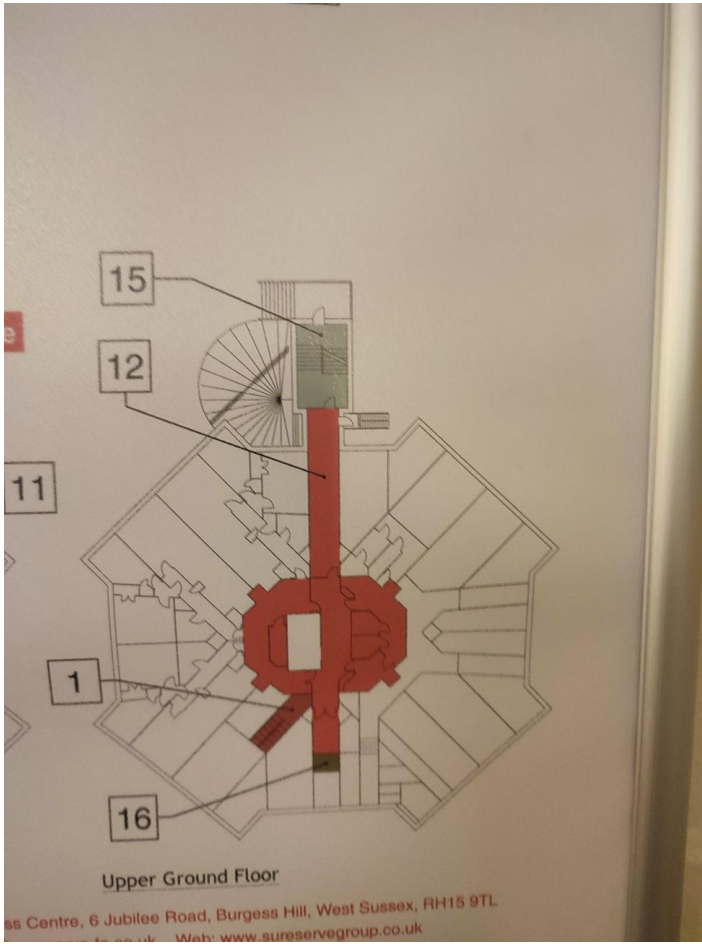 15
e
12
11
1
16
Upper Ground Floor
ss Centre, 6 Jubilee Road, Burgess Hill, West Sussex, RH15 9TL
Web: www.sureservegroup.co.uk